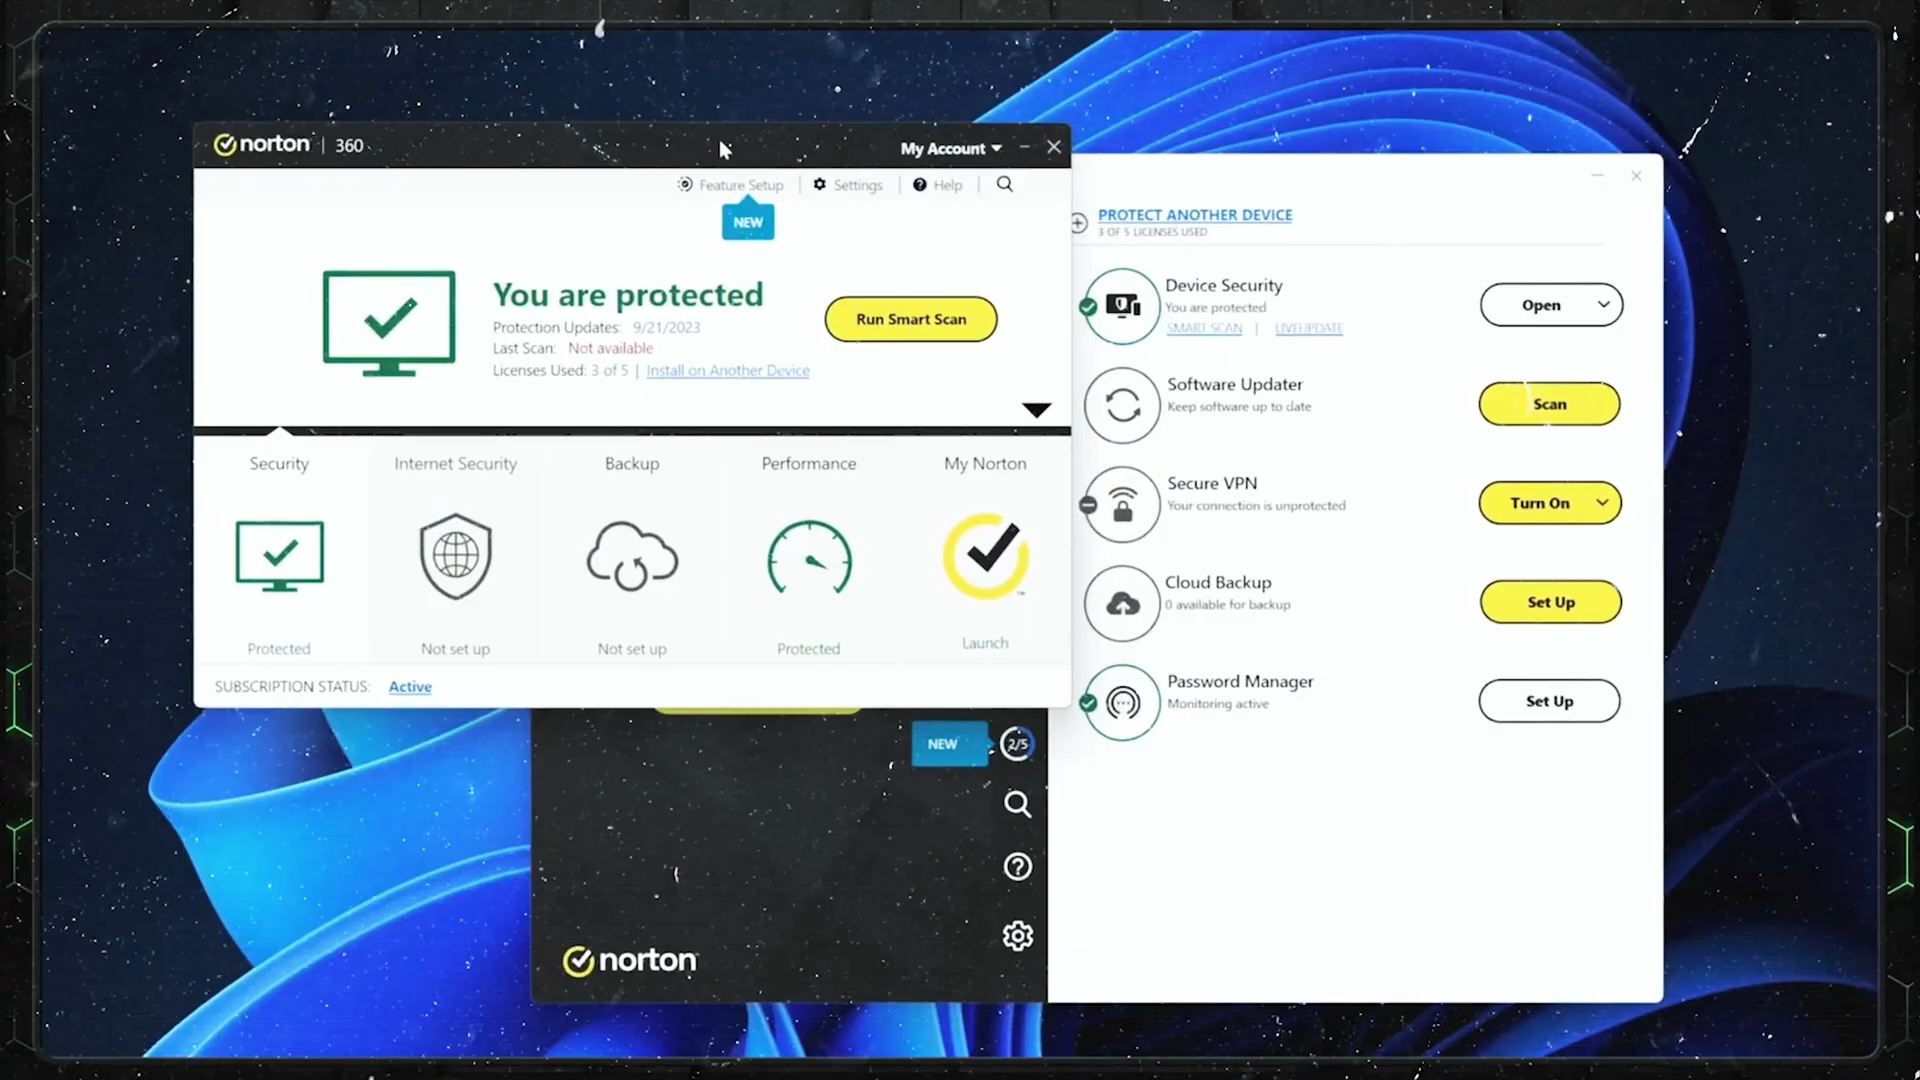 norton | 360
My Account
Feature Setup
Settings
Help
NEW
You are protected
Protection Updates: 9/21/2023
Last Scan: Not available
Licenses Used: 3 of 5 | Install on Another Device
Run Smart Scan
Security
Internet Security
Backup
Performance
My Norton
Protected
Not set up
Not set up
Protected
Launch
SUBSCRIPTION STATUS: Active
PROTECT ANOTHER DEVICE
3 OF 5 LICENSES USED
Device Security
You are protected
SMART SCAN | LIVEUPDATE
Open
Software Updater
Keep software up to date
Scan
Secure VPN
Your connection is unprotected
Turn On
Cloud Backup
0 available for backup
Set Up
Password Manager
Monitoring active
Set Up
NEW
2/5
norton